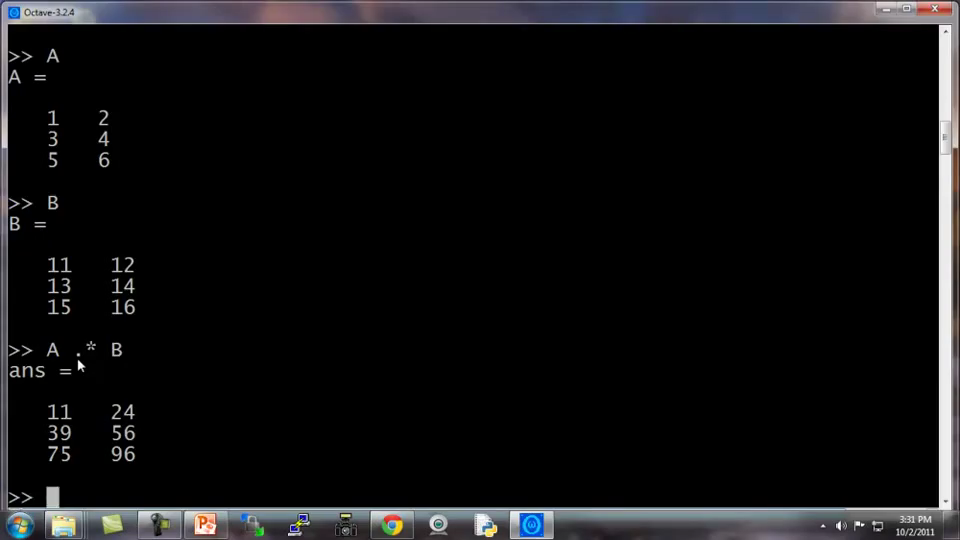 Octave-3.2.4
>> A
A =
1 2
3 4
5 6
>> B
B =
11 12
13 14
15 16
>> A .* B
ans =
11 24
39 56
75 96
>>
3:31 PM
10/2/2011